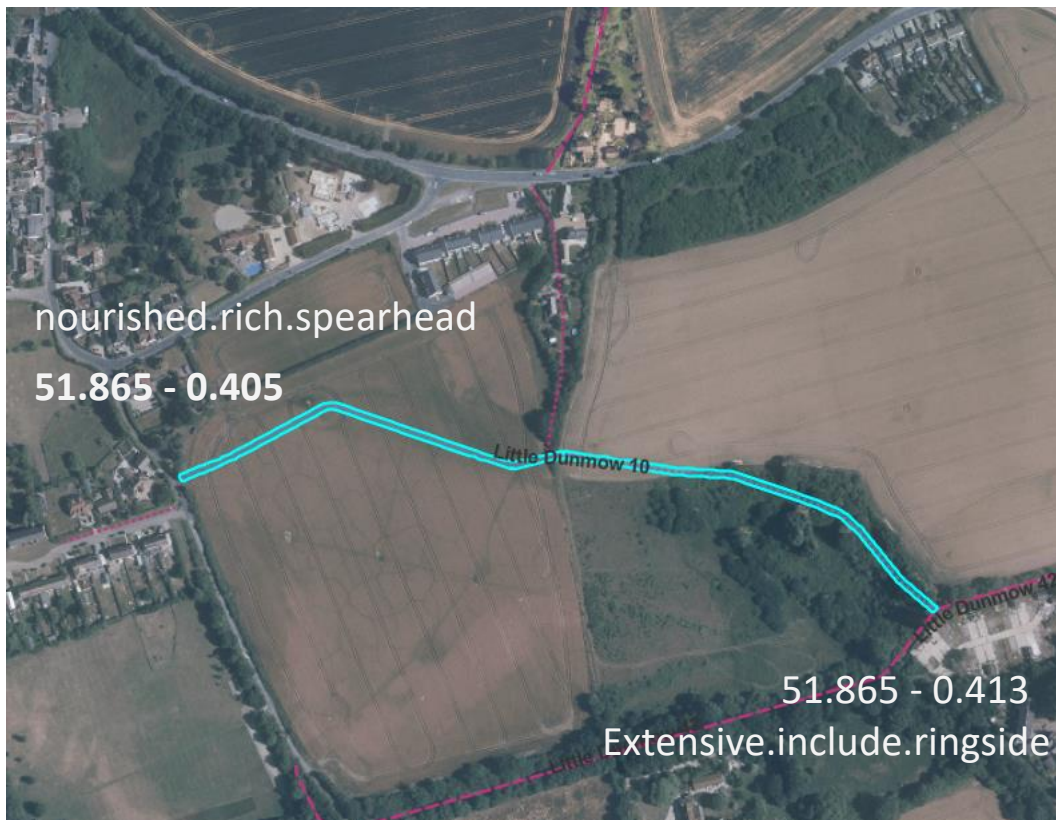 nourished.rich.spearhead
51.865 - 0.405
Little Dunmow 10
Little Dunmow
51.865 - 0.413
Extensive.include.ringside
Little